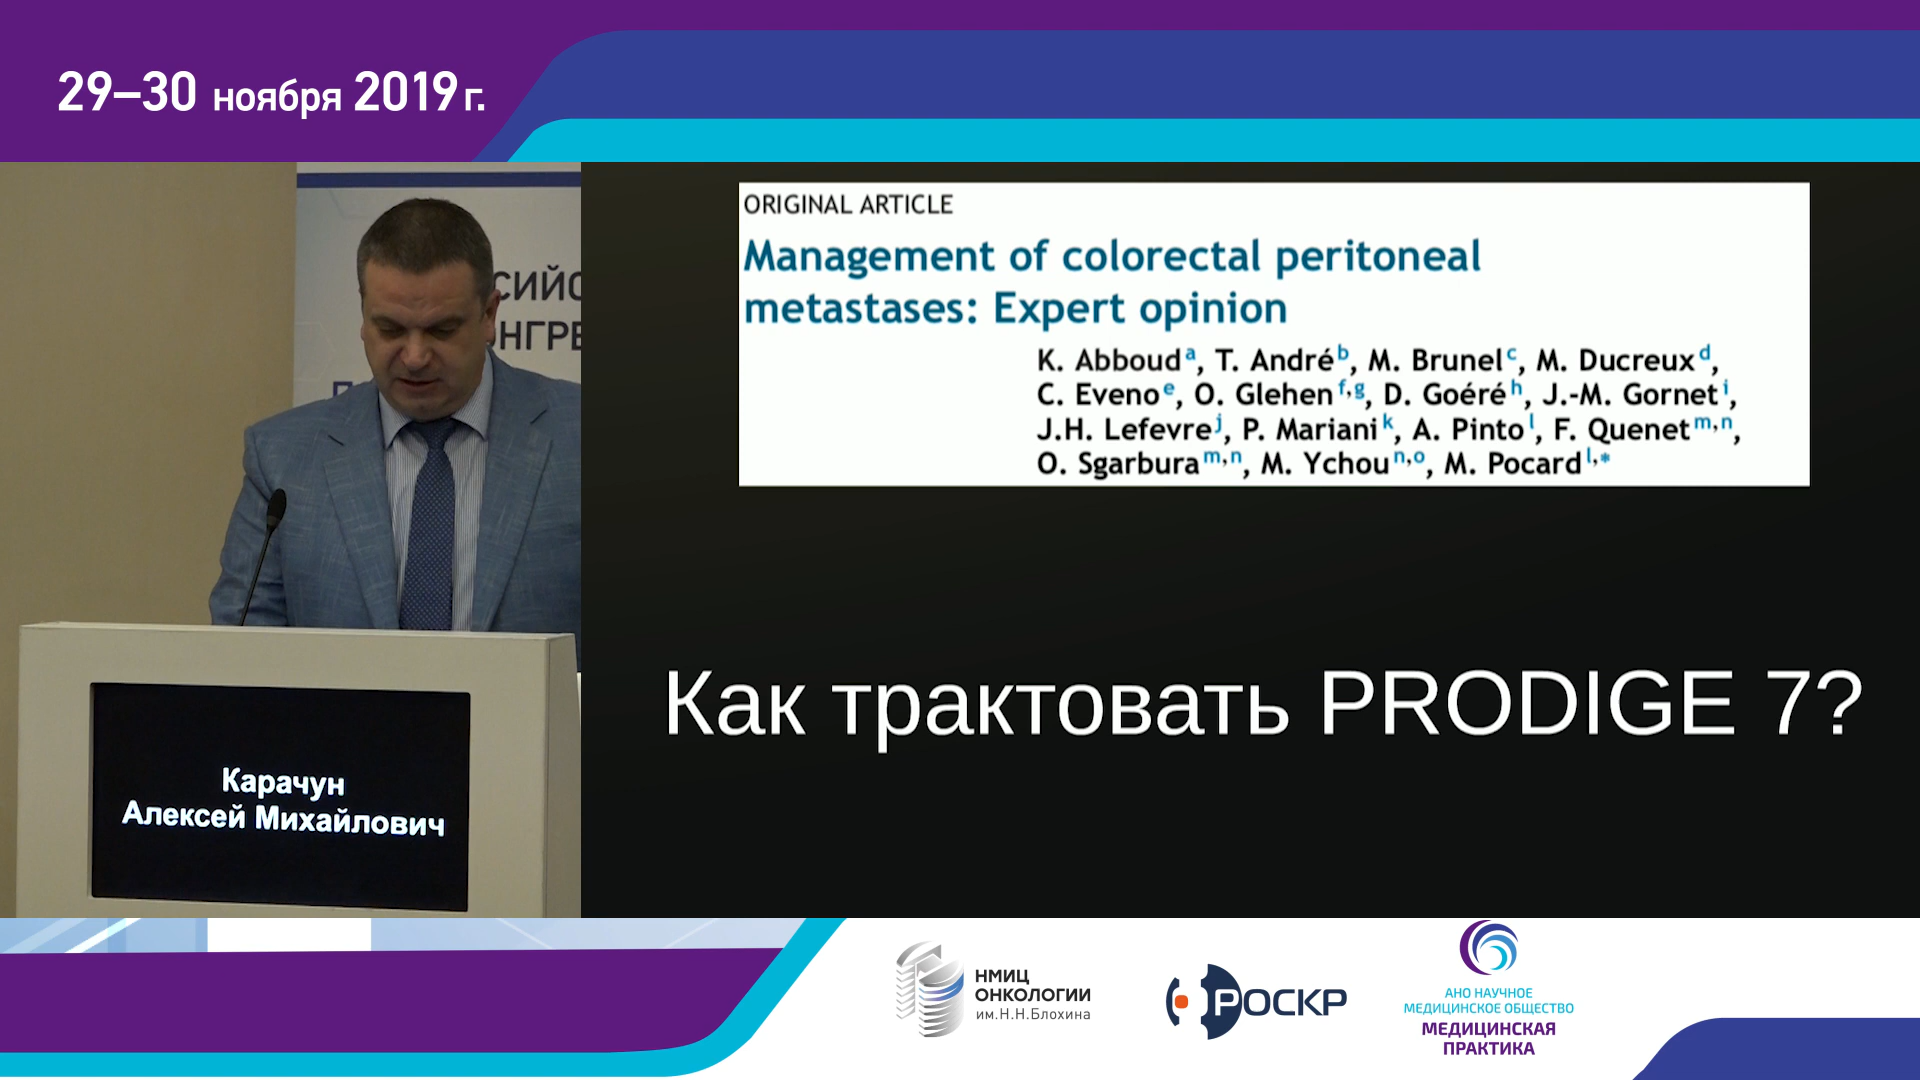 29–30 ноября 2019 г.
ORIGINAL ARTICLE
Management of colorectal peritoneal
metastases: Expert opinion
K. Abboud a, T. André b, M. Brunel c, M. Ducreux d,
C. Eveno e, O. Glehen f,g, D. Goéré h, J.-M. Gornet i,
J.H. Lefevre j, P. Mariani k, A. Pinto l, F. Quenet m,n,
O. Sgarbura m,n, M. Ychou n,o, M. Pocard l,*
Как трактовать PRODIGE 7?
Карачун
Алексей Михайлович
НМИЦ
ОНКОЛОГИИ
им.Н.Н.Блохина
РОСКР
АНО НАУЧНОЕ
МЕДИЦИНСКОЕ ОБЩЕСТВО
МЕДИЦИНСКАЯ
ПРАКТИКА